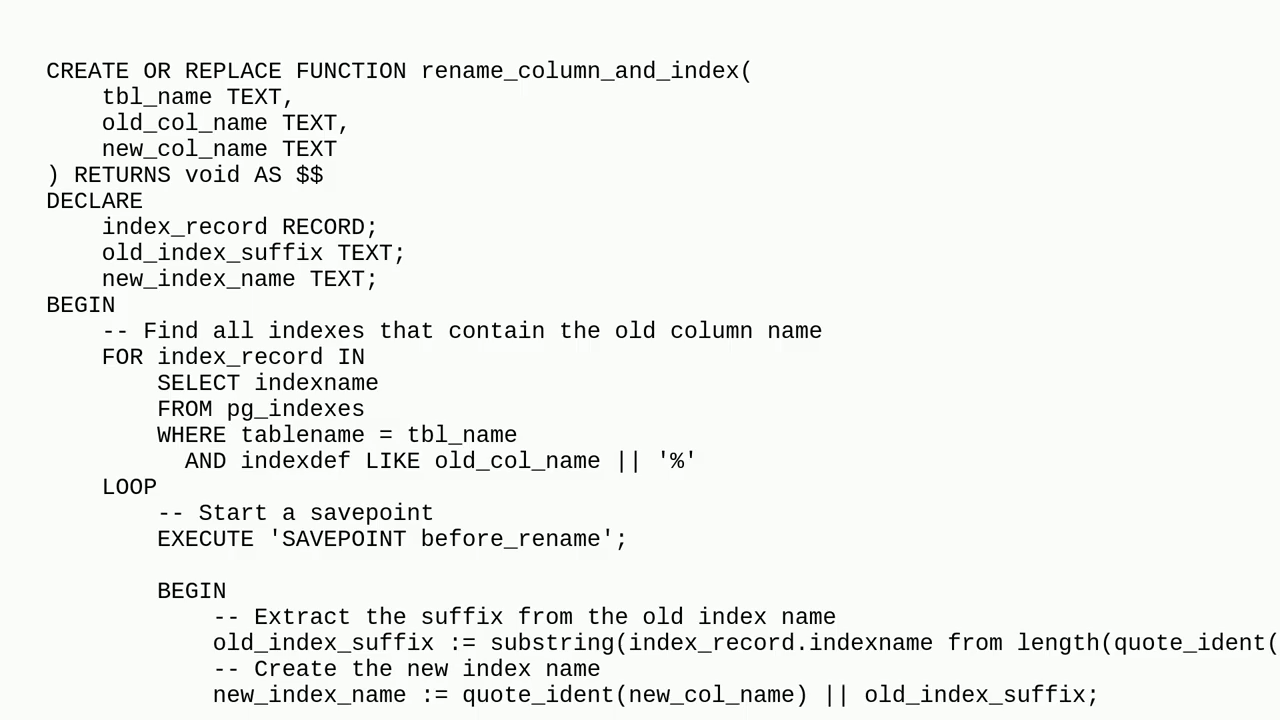 CREATE OR REPLACE FUNCTION rename_column_and_index(
    tbl_name TEXT,
    old_col_name TEXT,
    new_col_name TEXT
) RETURNS void AS $$
DECLARE
    index_record RECORD;
    old_index_suffix TEXT;
    new_index_name TEXT;
BEGIN
    -- Find all indexes that contain the old column name
    FOR index_record IN
        SELECT indexname
        FROM pg_indexes
        WHERE tablename = tbl_name
          AND indexdef LIKE old_col_name || '%'
    LOOP
        -- Start a savepoint
        EXECUTE 'SAVEPOINT before_rename';

        BEGIN
            -- Extract the suffix from the old index name
            old_index_suffix := substring(index_record.indexname from length(quote_ident(
            -- Create the new index name
            new_index_name := quote_ident(new_col_name) || old_index_suffix;